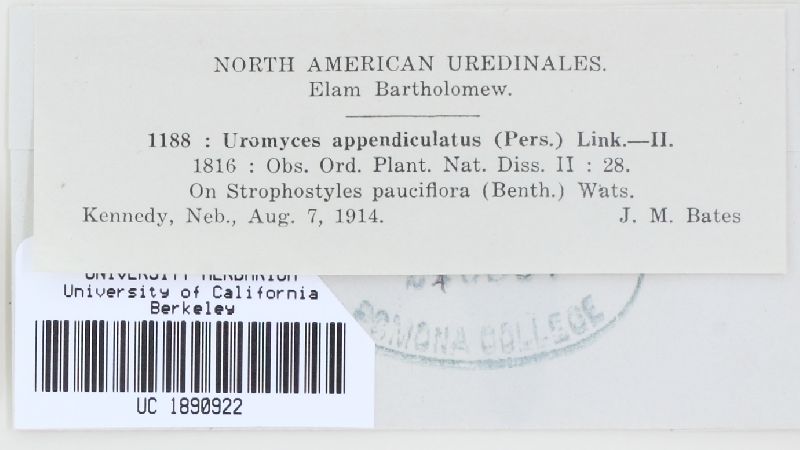 NORTH AMERICAN UREDINALES.
Elam Bartholomew.
1188 : Uromyces appendiculatus (Pers.) Link.—II.
1816 : Obs. Ord. Plant. Nat. Diss. II : 28.
On Strophostyles pauciflora (Benth.) Wats.
Kennedy, Neb., Aug. 7, 1914. J. M. Bates
UNIVERSITY HERBARIUM
University of California
Berkeley
UC 1890922
POMONA COLLEGE